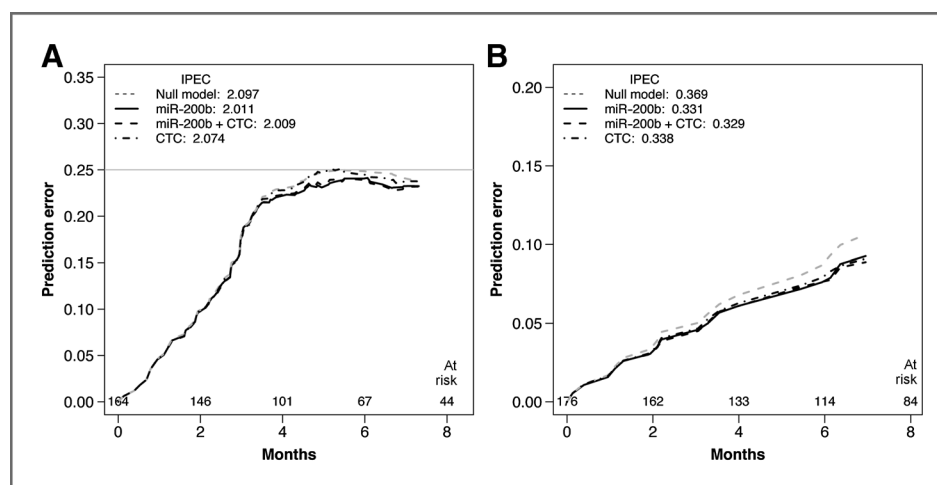 A
IPEC
Null model: 2.097
miR-200b: 2.011
miR-200b + CTC: 2.009
CTC: 2.074
0.35
0.30
0.25
0.20
0.15
0.10
0.05
0.00
Prediction error
At
risk
164 146 101 67 44
0 2 4 6 8
Months
B
IPEC
Null model: 0.369
miR-200b: 0.331
miR-200b + CTC: 0.329
CTC: 0.338
0.20
0.15
0.10
0.05
0.00
Prediction error
At
risk
176 162 133 114 84
0 2 4 6 8
Months